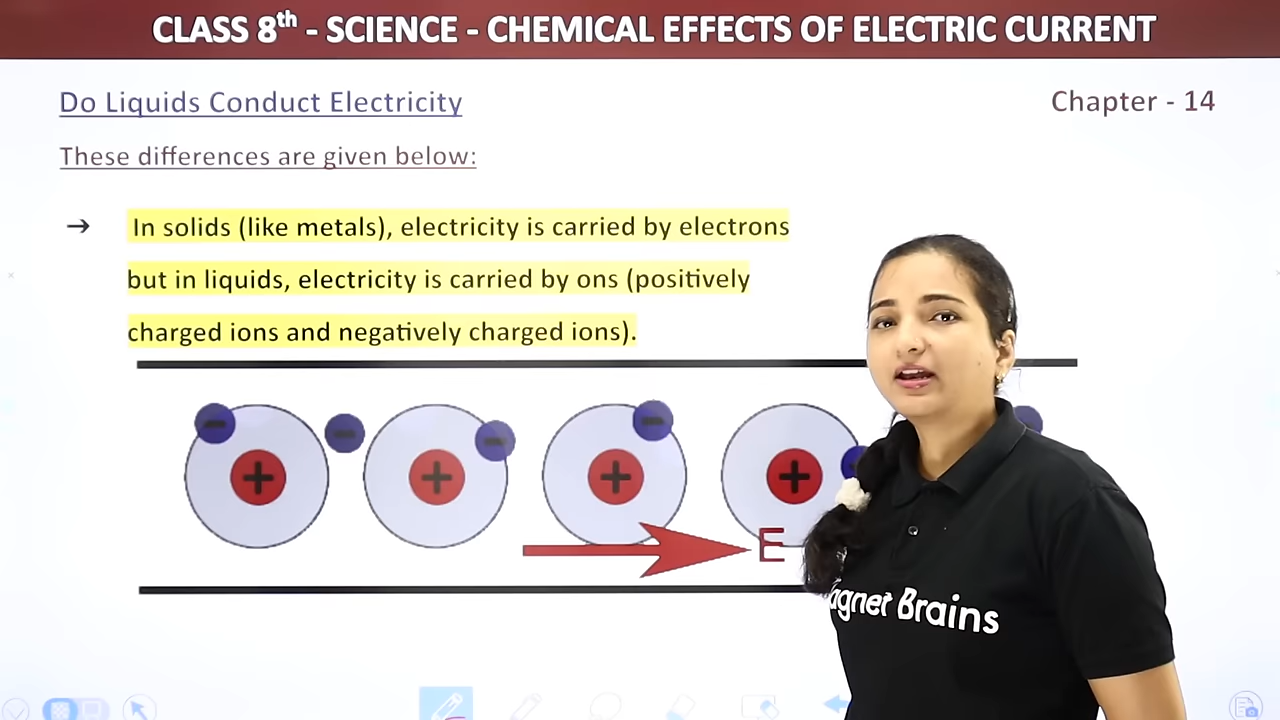 CLASS 8th - SCIENCE - CHEMICAL EFFECTS OF ELECTRIC CURRENT
Do Liquids Conduct Electricity
Chapter - 14
These differences are given below:
→ In solids (like metals), electricity is carried by electrons
but in liquids, electricity is carried by ons (positively
charged ions and negatively charged ions).
E
agnet Brains